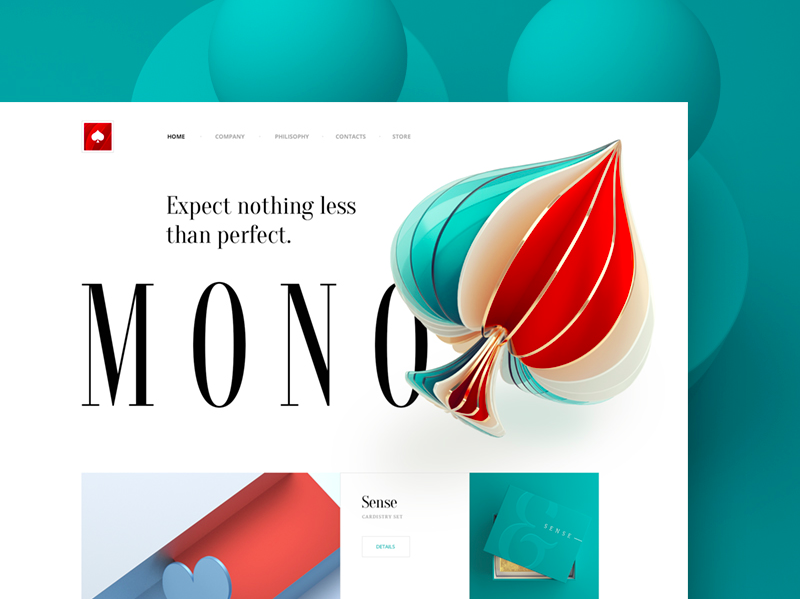 HOME COMPANY PHILISOPHY CONTACTS STORE
Expect nothing less
than perfect.
MONO
Sense
CARDISTRY SET
DETAILS
&
SENSE